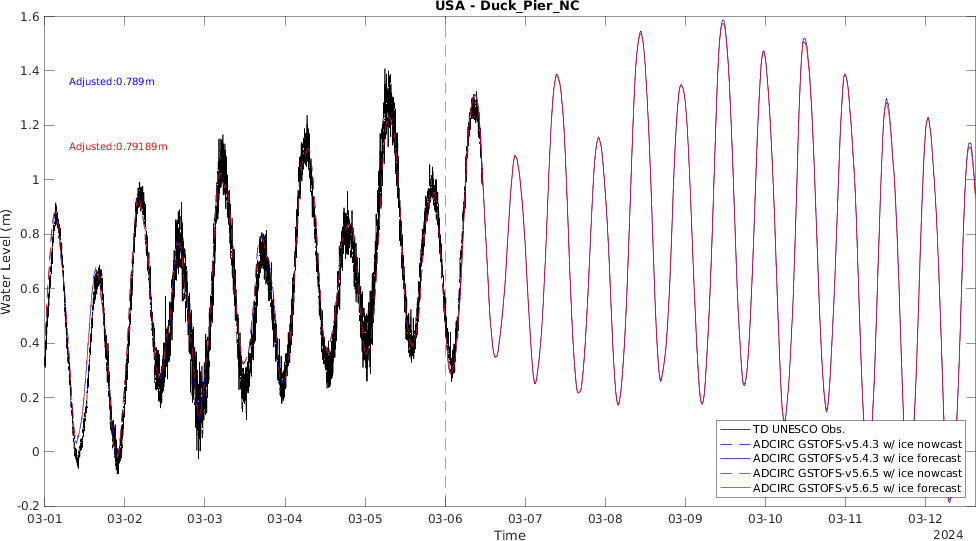 USA - Duck_Pier_NC
1.6
1.4
1.2
1
0.8
0.6
0.4
0.2
0
-0.2
Water Level (m)
Adjusted:0.789m
Adjusted:0.79189m
TD UNESCO Obs.
ADCIRC GSTOFS-v5.4.3 w/ ice nowcast
ADCIRC GSTOFS-v5.4.3 w/ ice forecast
ADCIRC GSTOFS-v5.6.5 w/ ice nowcast
ADCIRC GSTOFS-v5.6.5 w/ ice forecast
03-01 03-02 03-03 03-04 03-05 03-06 03-07 03-08 03-09 03-10 03-11 03-12
Time
2024